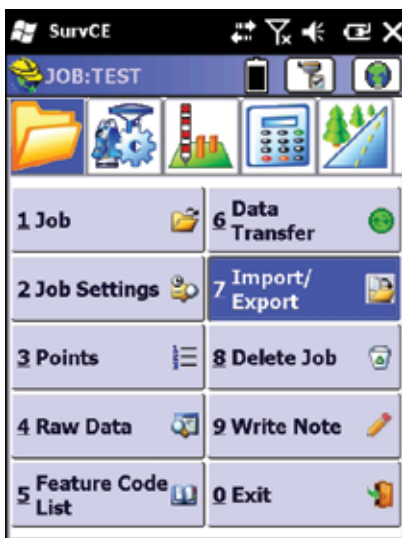 SurvCE
JOB:TEST
1 Job
6 Data
Transfer
2 Job Settings
7 Import/
Export
3 Points
8 Delete Job
4 Raw Data
9 Write Note
5 Feature Code
List
0 Exit